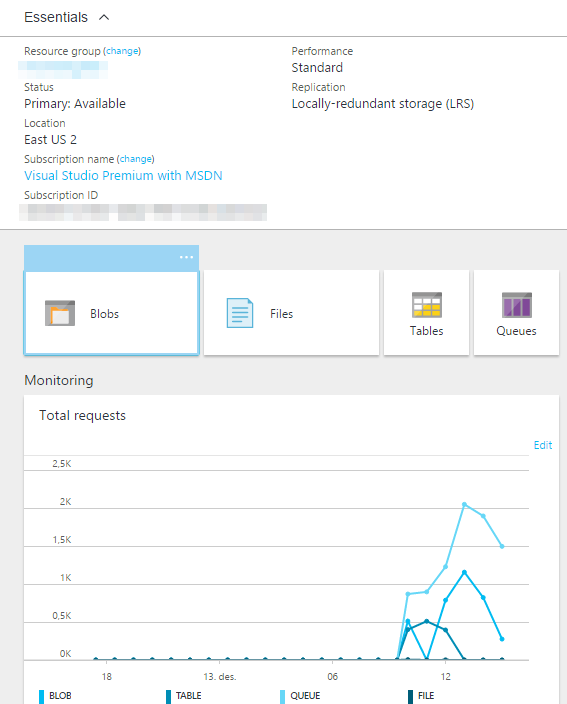 Essentials
Resource group (change)
Performance
Standard
Status
Replication
Primary: Available
Locally-redundant storage (LRS)
Location
East US 2
Subscription name (change)
Visual Studio Premium with MSDN
Subscription ID
Blobs
Files
Tables
Queues
Monitoring
Total requests
Edit
2,5K
2K
1.5K
1K
0,5K
0K
18
13. des.
06
12
BLOB
TABLE
QUEUE
FILE